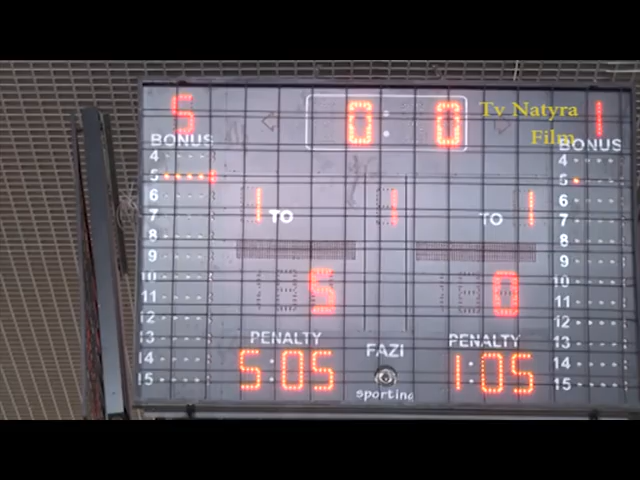 5 0 : 0 1
Tv Natyra
Film
BONUS BONUS
4 4
5 5
6 6
1 TO 1 TO 1
7 7
8 8
9 9
10 10
5 0
11 11
12 12
13 13
PENALTY PENALTY
14 14
5:05 FAZI 1:05
15 15
sportina